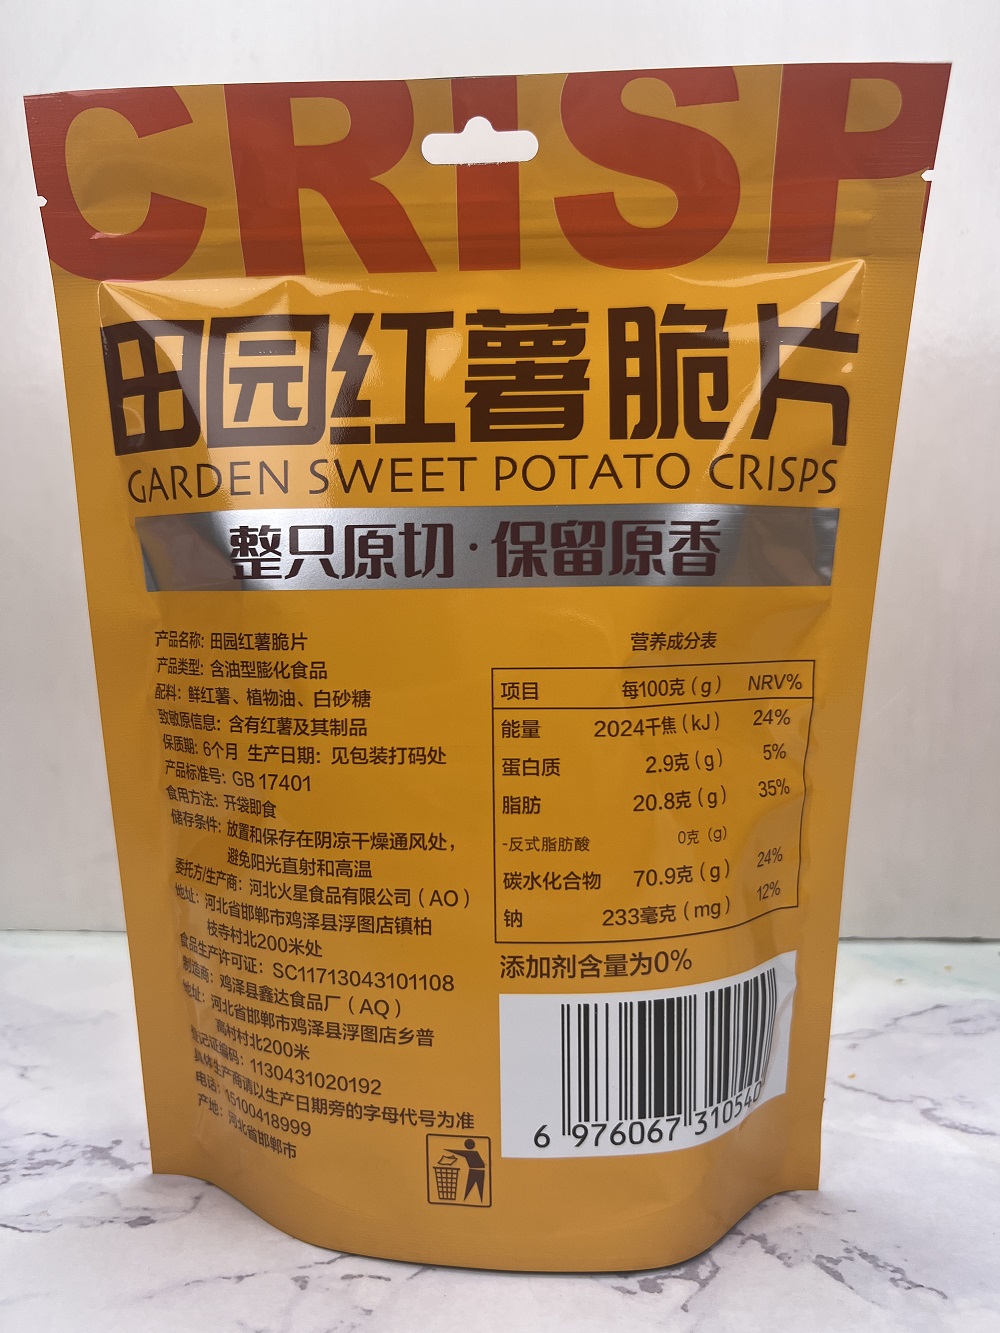 CRISP
田园红薯脆片
GARDEN SWEET POTATO CRISPS
整只原切·保留原香
产品名称: 田园红薯脆片
产品类型: 含油型膨化食品
配料: 鲜红薯、植物油、白砂糖
致敏原信息: 含有红薯及其制品
保质期: 6个月 生产日期: 见包装打码处
产品标准号: GB 17401
食用方法: 开袋即食
储存条件: 放置和保存在阴凉干燥通风处，
避免阳光直射和高温
委托方/生产商: 河北火星食品有限公司（AO）
地址: 河北省邯郸市鸡泽县浮图店镇柏
枝寺村北200米处
食品生产许可证: SC11713043101108
制造商: 鸡泽县鑫达食品厂（AQ）
地址: 河北省邯郸市鸡泽县浮图店乡普
高村村北200米
登记证编码: 1130431020192
具体生产商请以生产日期旁的字母代号为准
电话: 15100418999
产地: 河北省邯郸市
营养成分表
项目 每100克(g) NRV%
能量 2024千焦(kJ) 24%
蛋白质 2.9克(g) 5%
脂肪 20.8克(g) 35%
-反式脂肪酸 0克(g)
碳水化合物 70.9克(g) 24%
钠 233毫克(mg) 12%
添加剂含量为0%
6 976067 310540